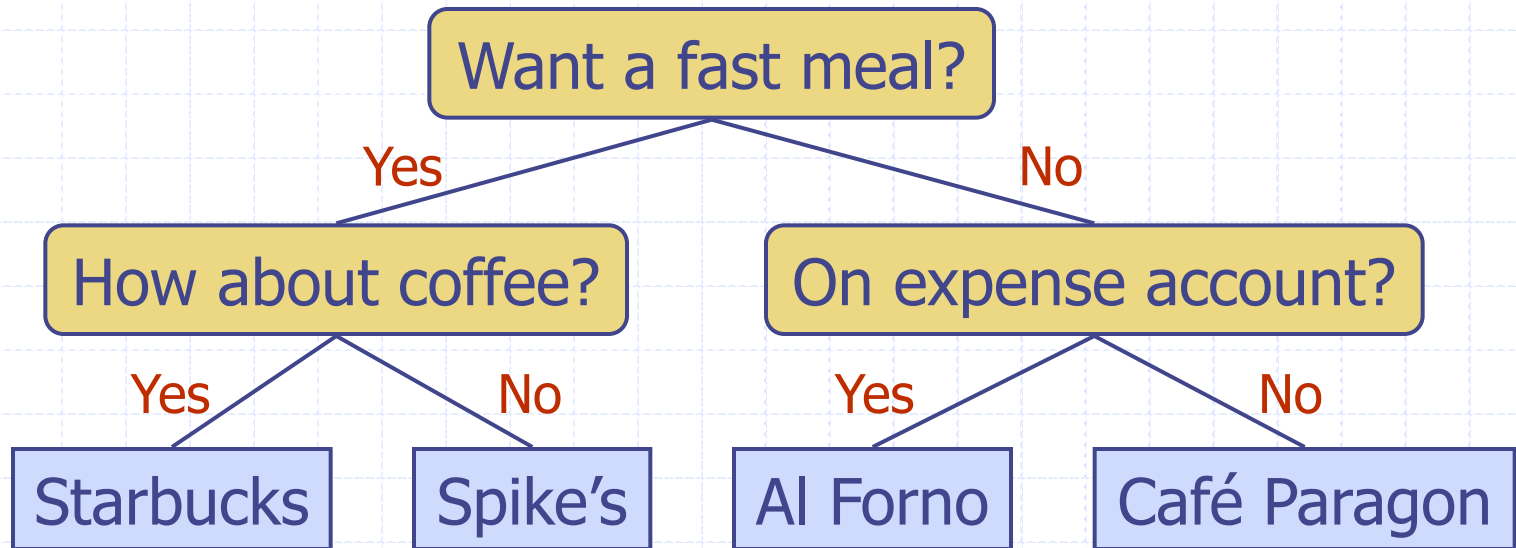 Want a fast meal?
Yes
No
How about coffee?
On expense account?
Yes
No
Yes
No
Starbucks
Spike’s
Al Forno
Café Paragon